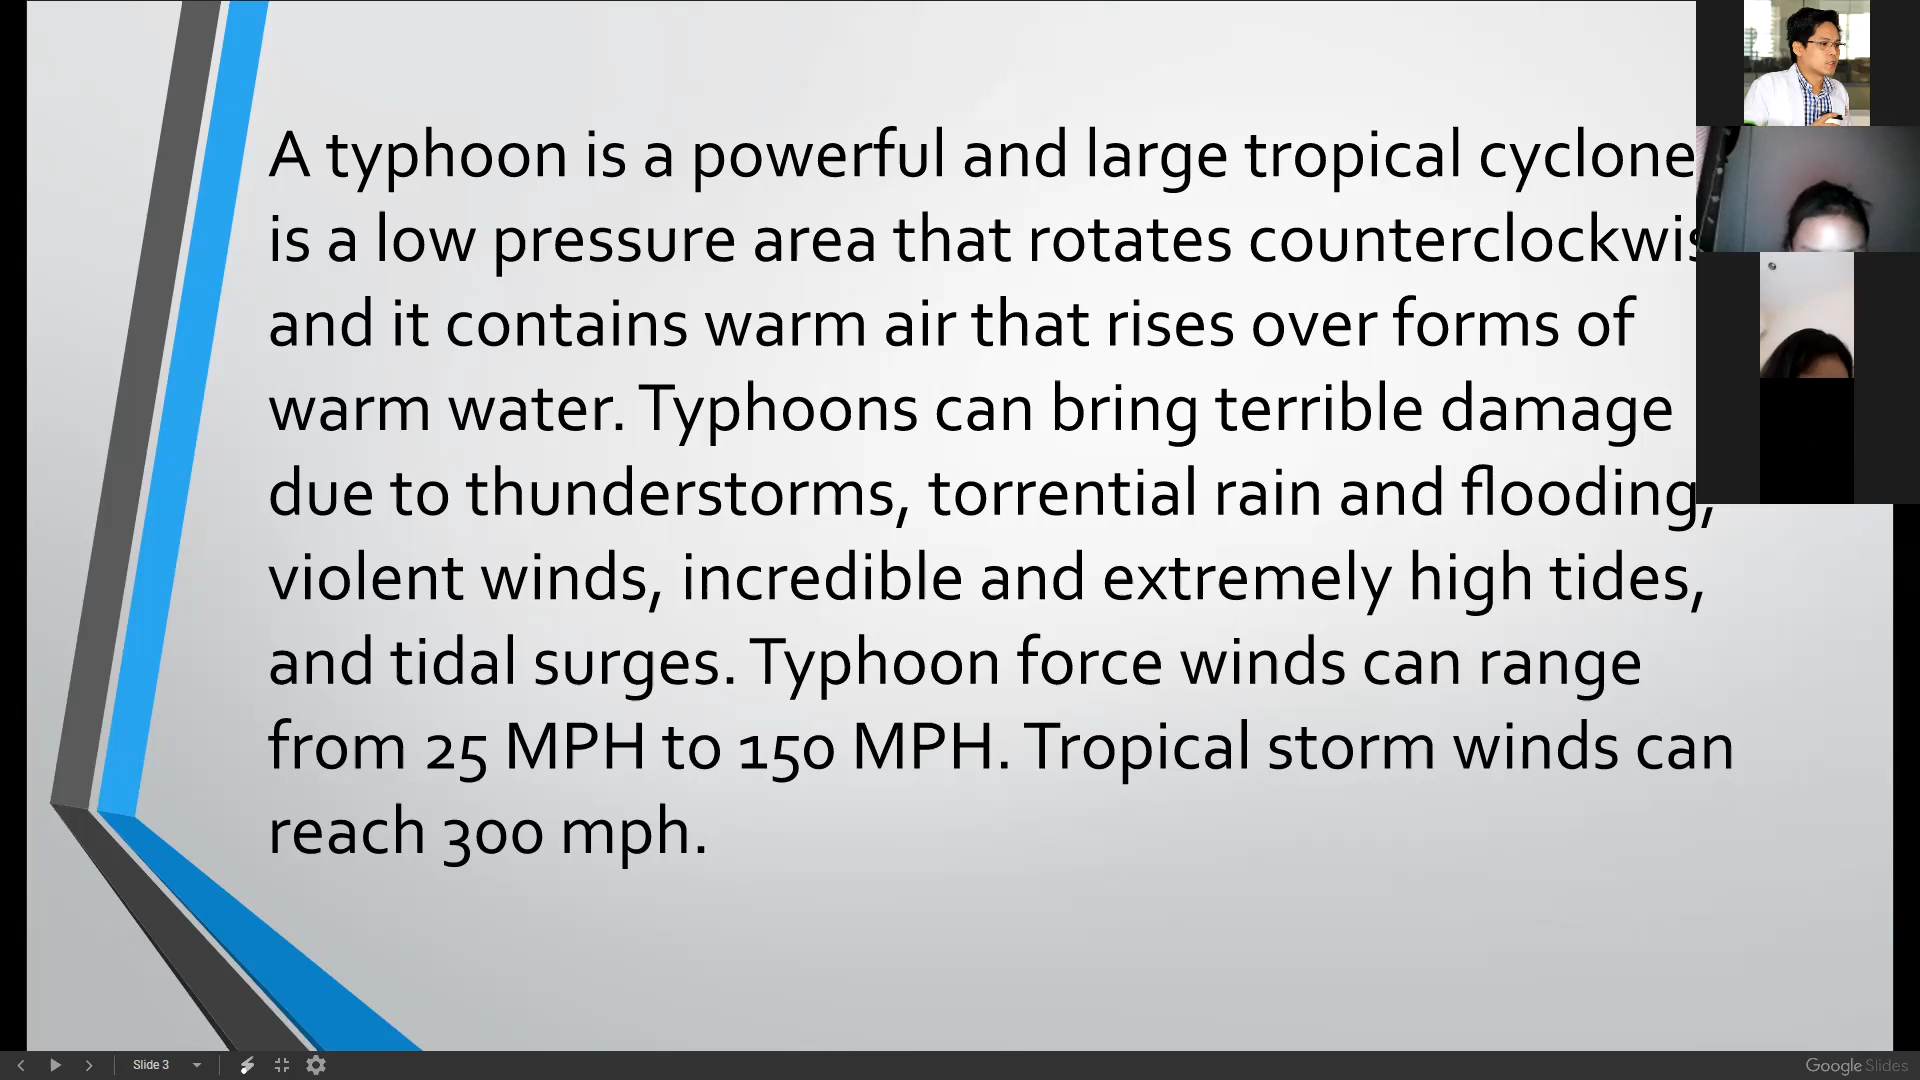 A typhoon is a powerful and large tropical cyclone
is a low pressure area that rotates
and it contains warm air that rises over forms of
warm water. Typhoons can bring terrible damage
due to thunderstorms, torrential rain and flooding,
violent winds, incredible and extremely high tides,
and tidal surges. Typhoon force winds can range
from 25 MPH to 150 MPH. Tropical storm winds can
reach 300 mph.
Slide 3
Google Slides